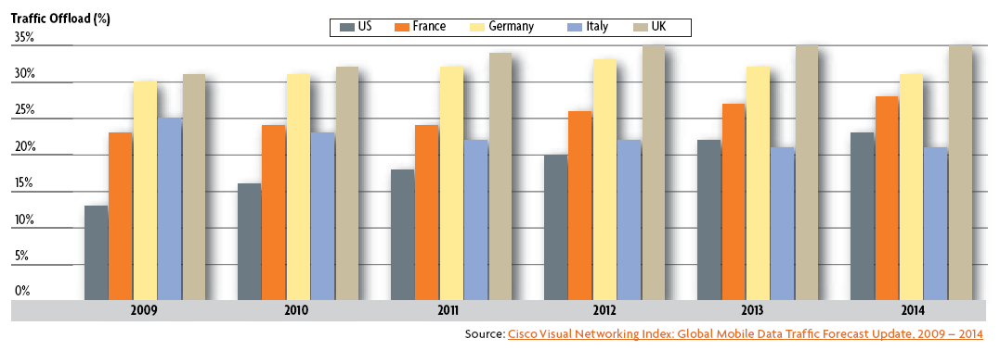 Traffic Offload (%)
US France Germany Italy UK
35%
30%
25%
20%
15%
10%
5%
0%
2009 2010 2011 2012 2013 2014
Source: Cisco Visual Networking Index: Global Mobile Data Traffic Forecast Update, 2009 – 2014